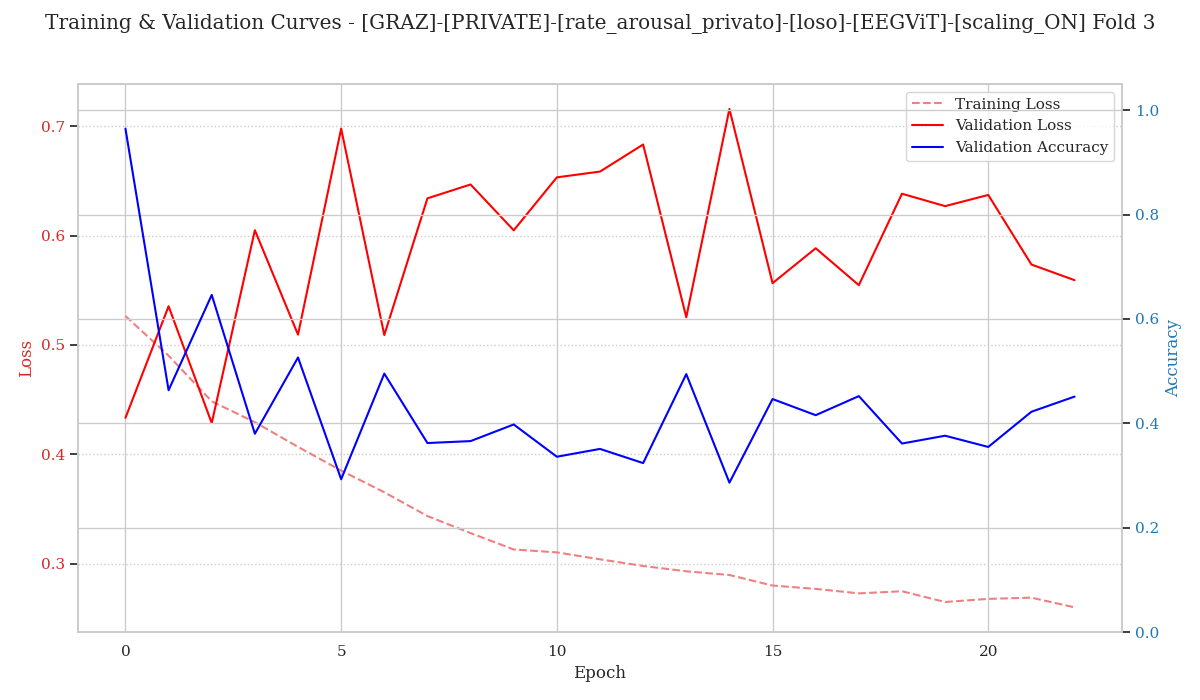 Training & Validation Curves - [GRAZ]-[PRIVATE]-[rate_arousal_privato]-[loso]-[EEGViT]-[scaling_ON] Fold 3
Training Loss
Validation Loss
Validation Accuracy
0.7
0.6
0.5
0.4
0.3
Loss
1.0
0.8
0.6
0.4
0.2
0.0
Accuracy
0
5
10
15
20
Epoch